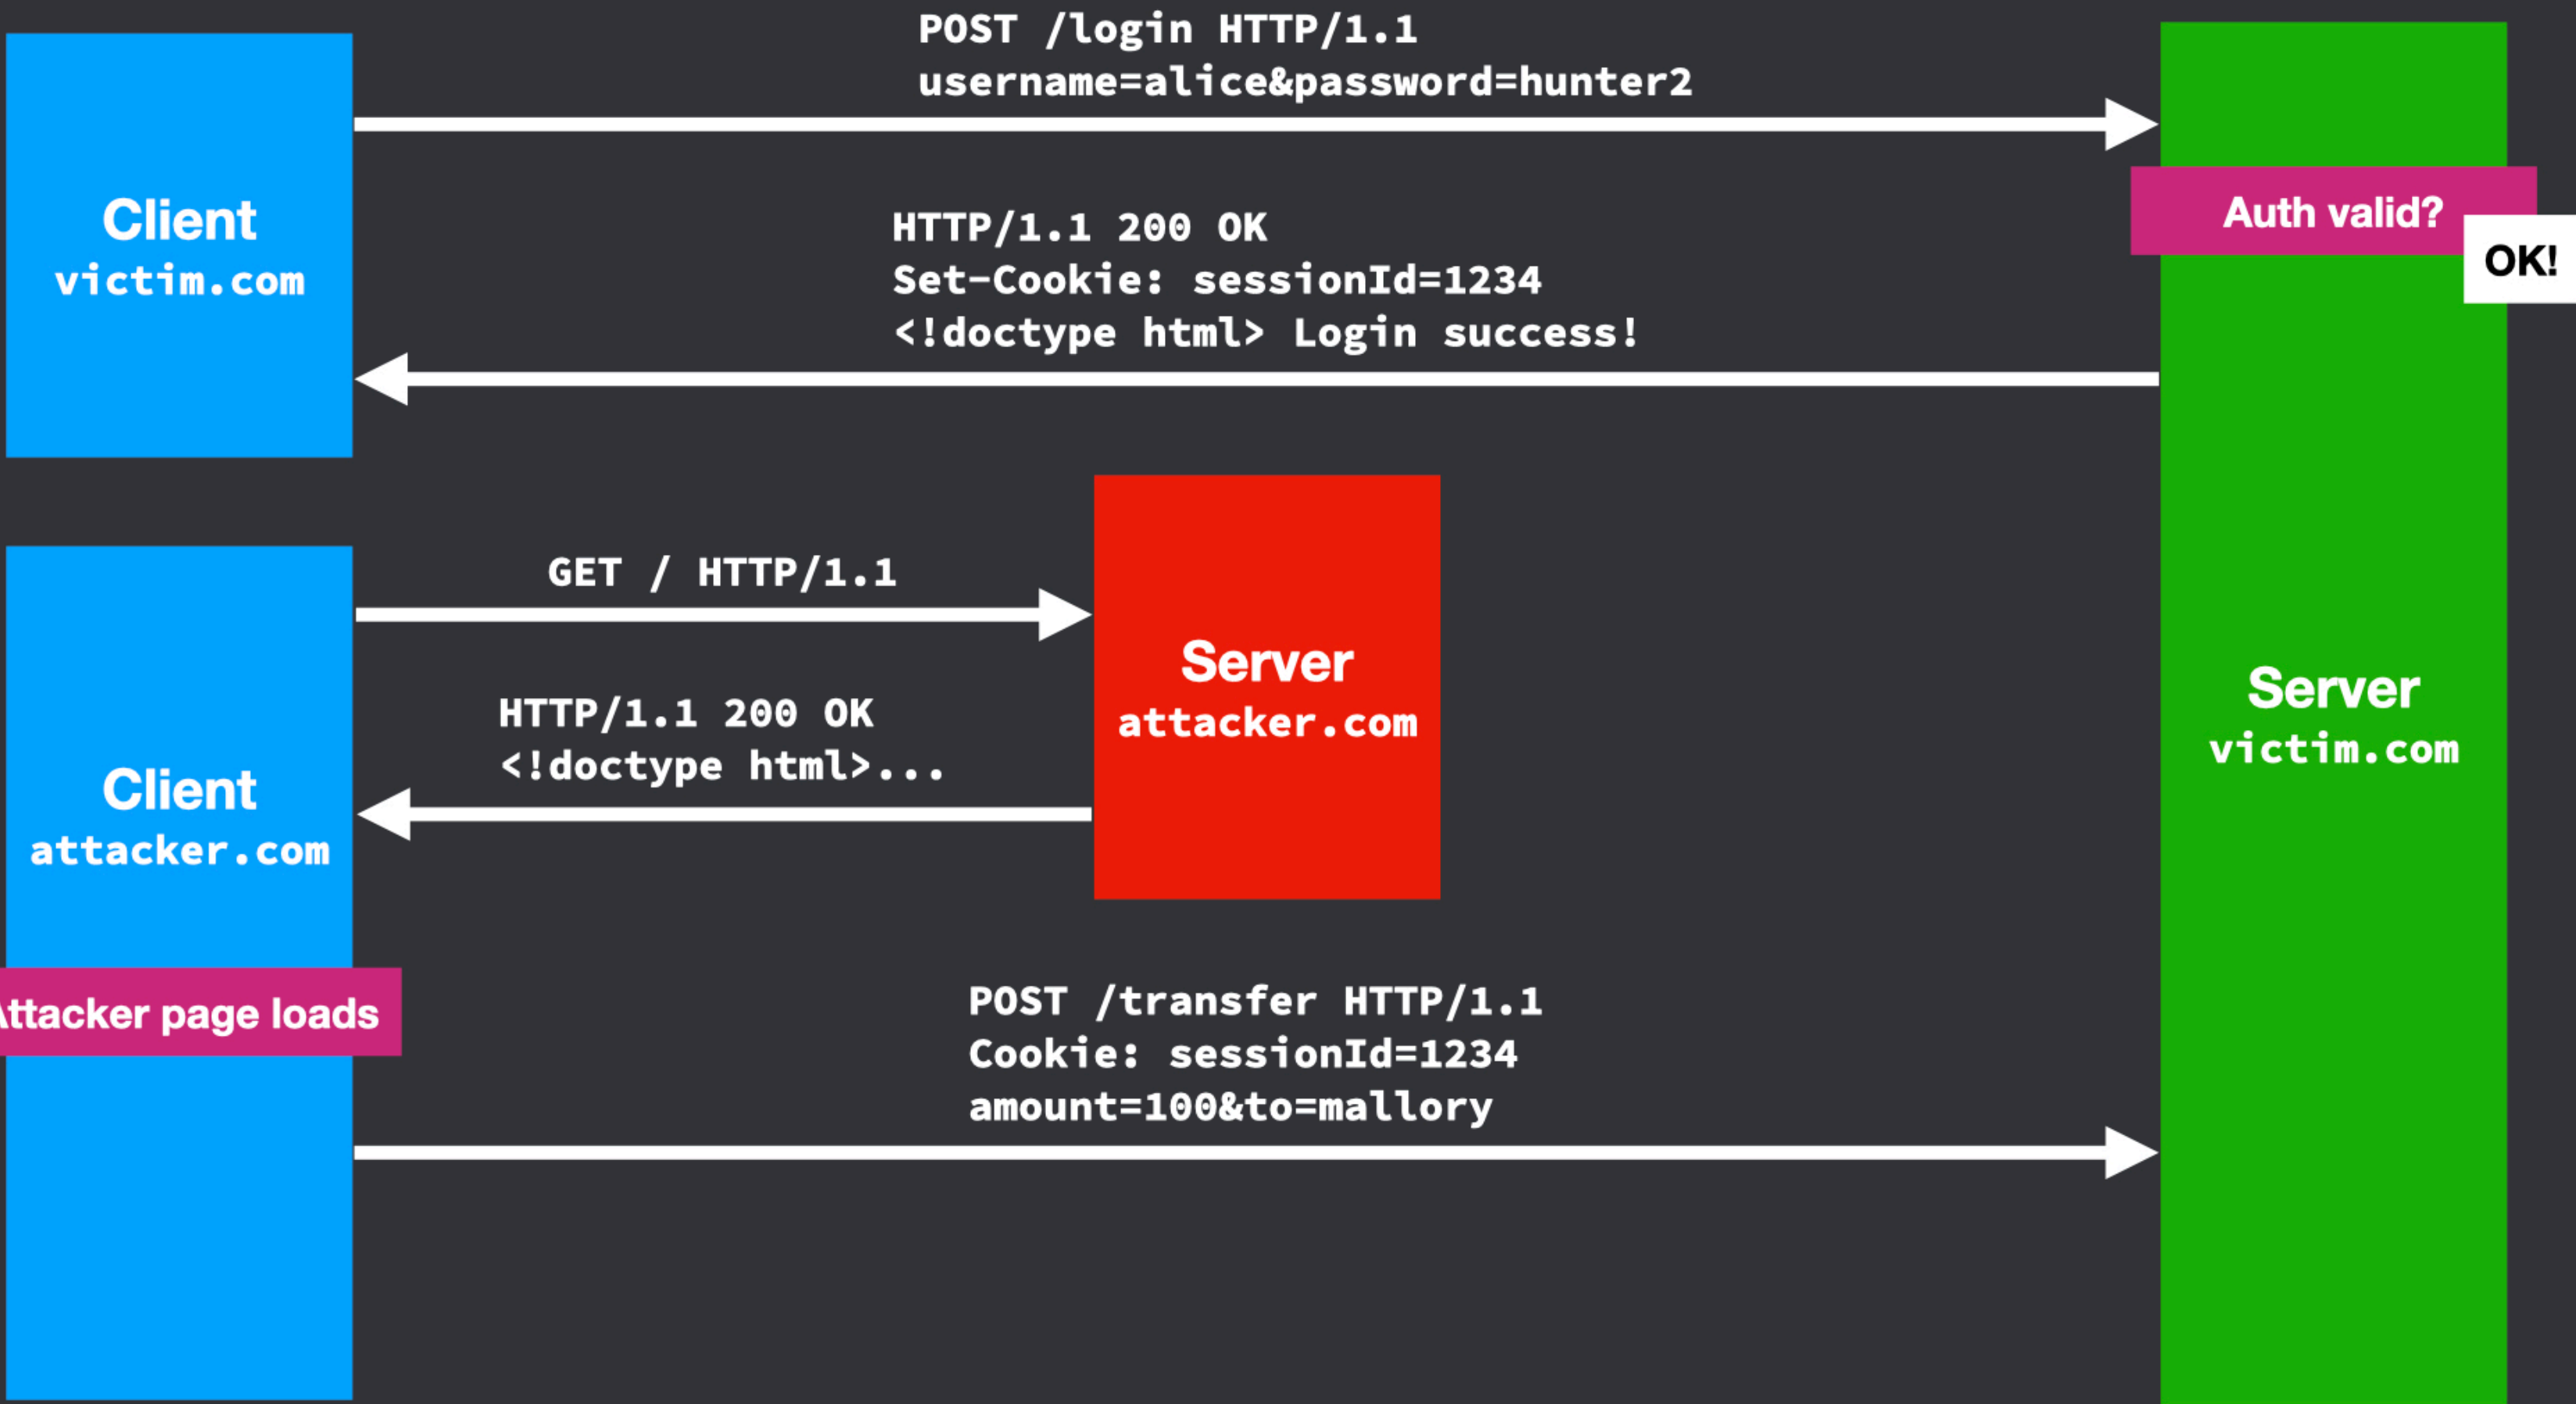 POST /login HTTP/1.1
username=alice&password=hunter2
Client
victim.com
Auth valid?
OK!
HTTP/1.1 200 OK
Set-Cookie: sessionId=1234
<!doctype html> Login success!
GET / HTTP/1.1
Server
attacker.com
HTTP/1.1 200 OK
<!doctype html>...
Server
victim.com
Client
attacker.com
Attacker page loads
POST /transfer HTTP/1.1
Cookie: sessionId=1234
amount=100&to=mallory